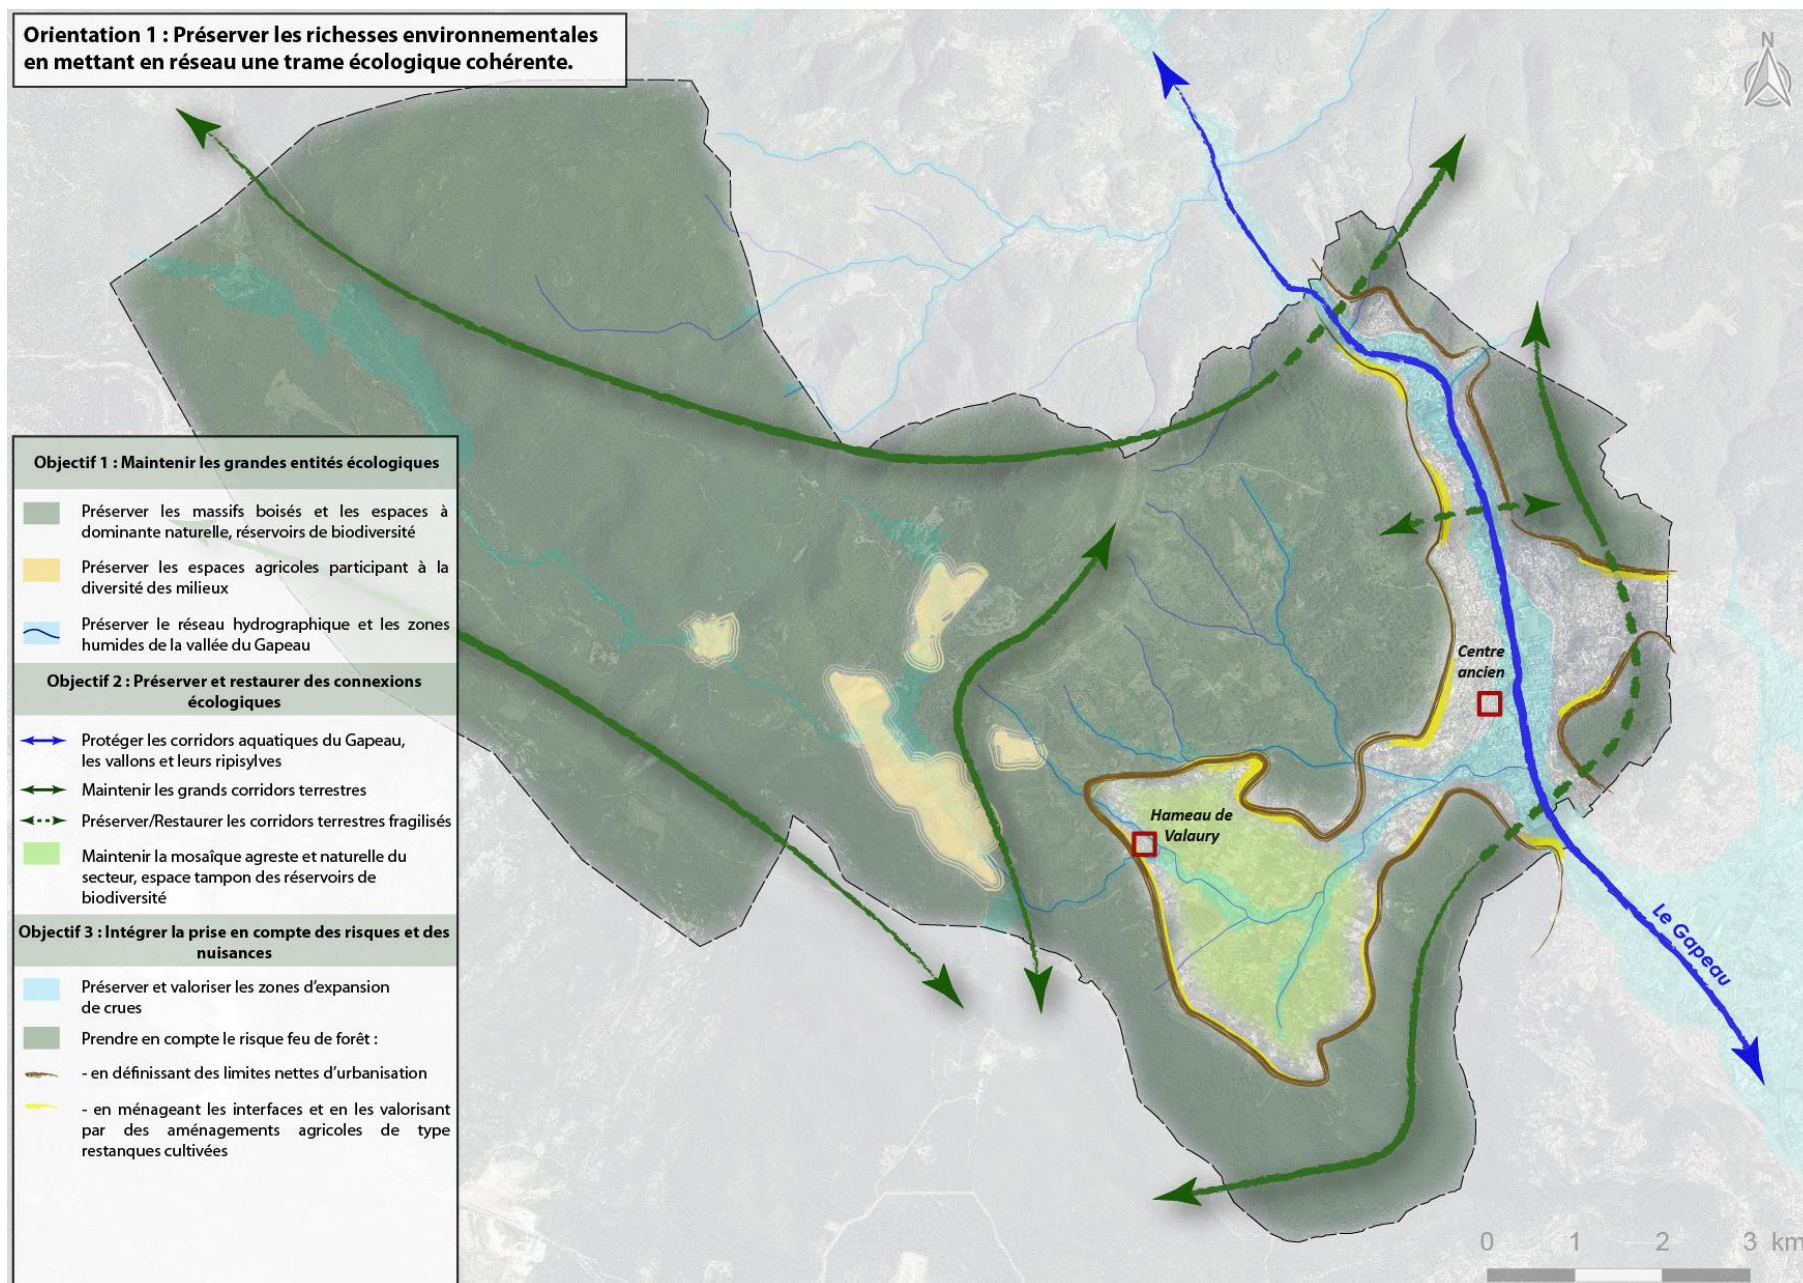 Orientation 1 : Préserver les richesses environnementales
en mettant en réseau une trame écologique cohérente.
N
Objectif 1 : Maintenir les grandes entités écologiques
Préserver les massifs boisés et les espaces à
dominante naturelle, réservoirs de biodiversité
Préserver les espaces agricoles participant à la
diversité des milieux
Préserver le réseau hydrographique et les zones
humides de la vallée du Gapeau
Objectif 2 : Préserver et restaurer des connexions
écologiques
Protéger les corridors aquatiques du Gapeau,
les vallons et leurs ripisylves
Maintenir les grands corridors terrestres
Préserver/Restaurer les corridors terrestres fragilisés
Maintenir la mosaîque agreste et naturelle du
secteur, espace tampon des réservoirs de
biodiversité
Objectif 3 : Intégrer la prise en compte des risques et des
nuisances
Préserver et valoriser les zones d'expansion
de crues
Prendre en compte le risque feu de forêt :
- en définissant des limites nettes d'urbanisation
- en ménageant les interfaces et en les valorisant
par des aménagements agricoles de type
restanques cultivées
Centre
ancien
Hameau de
Valaury
Le Gapeau
0 1 2 3 km